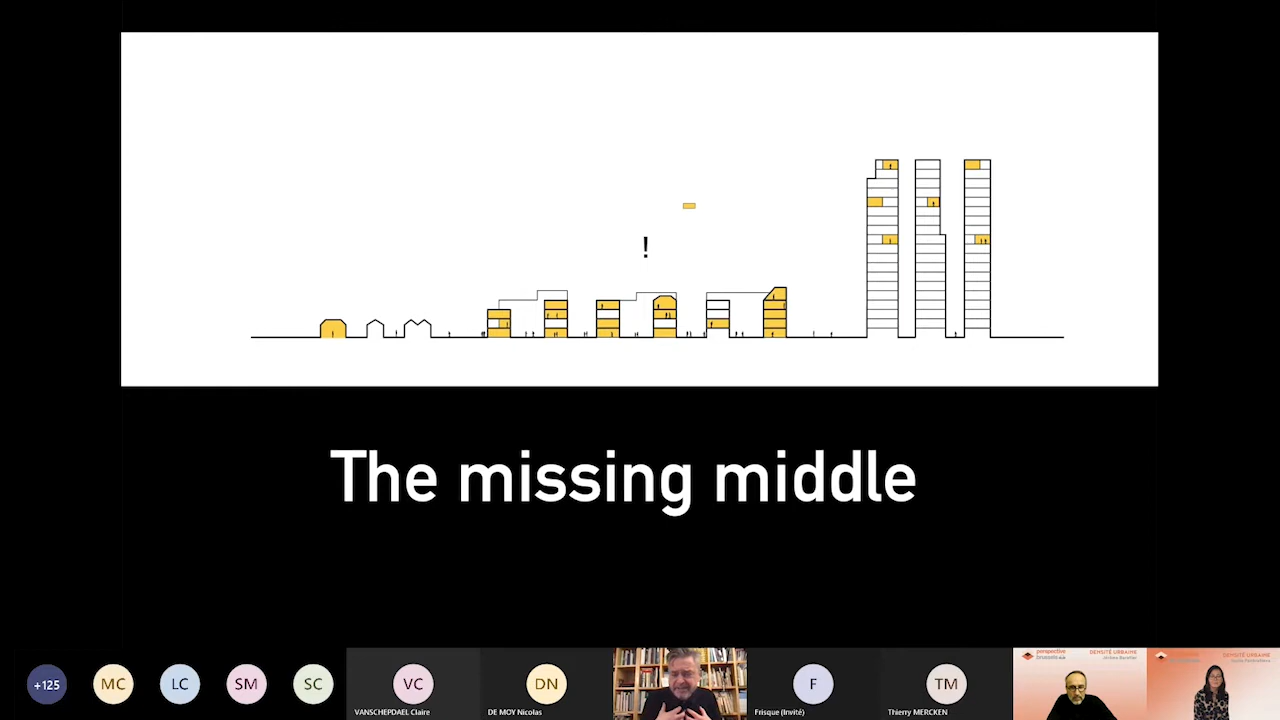 !
The missing middle
+125
MC
LC
SM
SC
VC
VANSCHEPDAEL Claire
DN
DE MOY Nicolas
F
Frisque (Invité)
TM
Thierry MERCKEN
perspective
DENSITÉ URBAINE
DENSITÉ URBAINE